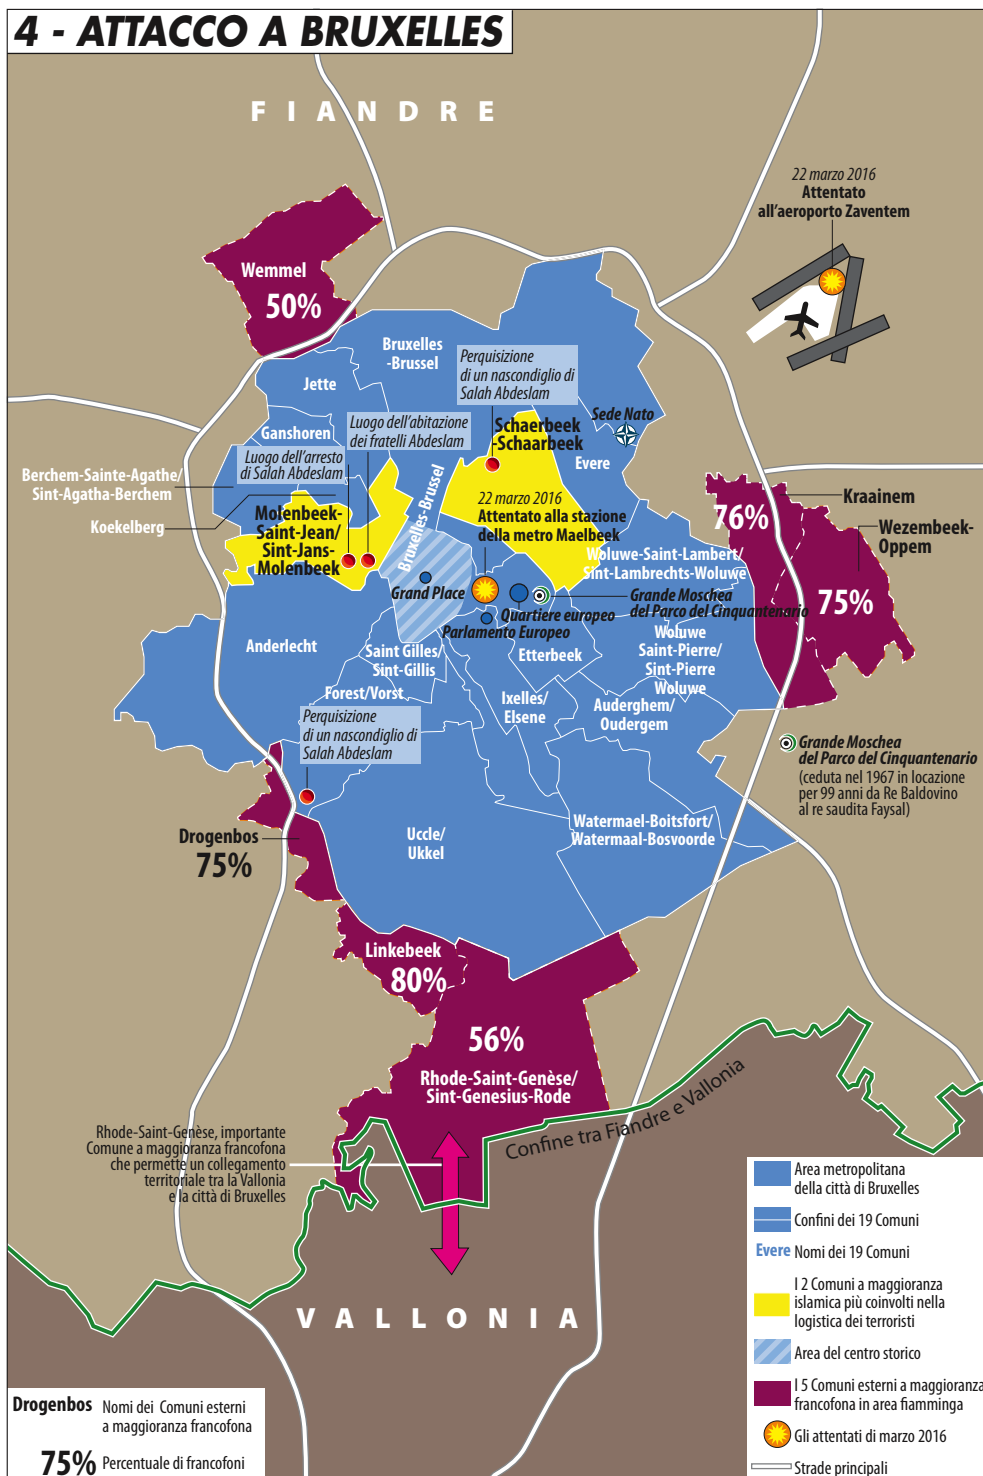 4 - ATTACCO A BRUXELLES
FIANDRE
22 marzo 2016
Attentato
all'aeroporto Zaventem
Wemmel
50%
Bruxelles
-Brussel
Perquisizione
di un nascondiglio di
Salah Abdeslam
Jette
Luogo dell'abitazione
dei fratelli Abdeslam
Schaerbeek
-Schaarbeek
Sede Nato
Ganshoren
Luogo dell'arresto
di Salah Abdeslam
Evere
Berchem-Sainte-Agathe/
Sint-Agatha-Berchem
Koekelberg
Molenbeek-
Saint-Jean/
Sint-Jans-
Molenbeek
Bruxelles-Brussel
22 marzo 2016
Attentato alla stazione
della metro Maelbeek
Kraainem
76%
Wezembeek-
Oppem
75%
Woluwe-Saint-Lambert/
Sint-Lambrechts-Woluwe
Grand Place
Grande Moschea
del Parco del Cinquantenario
Quartiere europeo
Parlamento Europeo
Anderlecht
Saint Gilles/
Sint-Gillis
Etterbeek
Woluwe
Saint-Pierre/
Sint-Pierre
Woluwe
Forest/Vorst
Ixelles/
Elsene
Auderghem/
Oudergem
Perquisizione
di un nascondiglio di
Salah Abdeslam
Grande Moschea
del Parco del Cinquantenario
(ceduta nel 1967 in locazione
per 99 anni da Re Baldovino
al re saudita Faysal)
Drogenbos
75%
Uccle/
Ukkel
Watermael-Boitsfort/
Watermaal-Bosvoorde
Linkebeek
80%
56%
Rhode-Saint-Genèse/
Sint-Genesius-Rode
Confine tra Fiandre e Vallonia
Rhode-Saint-Genèse, importante
Comune a maggioranza francofona
che permette un collegamento
territoriale tra la Vallonia
e la città di Bruxelles
VALLONIA
Area metropolitana
della città di Bruxelles
Confini dei 19 Comuni
Evere Nomi dei 19 Comuni
I 2 Comuni a maggioranza
islamica più coinvolti nella
logistica dei terroristi
Area del centro storico
I 5 Comuni esterni a maggioranza
francofona in area fiamminga
Gli attentati di marzo 2016
Strade principali
Drogenbos Nomi dei Comuni esterni
a maggioranza francofona
75% Percentuale di francofoni